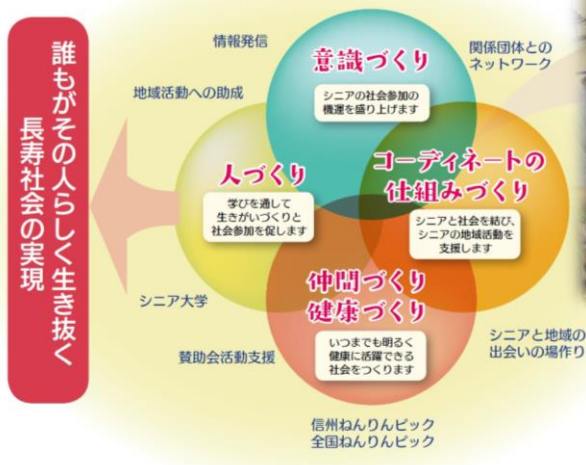 誰もがその人らしく生き抜く
長寿社会の実現
情報発信
意識づくり
シニアの社会参加の
機運を盛り上げます
関係団体との
ネットワーク
地域活動への助成
人づくり
学びを通して
生きがいづくりと
社会参加を促します
コーディネートの
仕組みづくり
シニアと社会を結び、
シニアの地域活動を
支援します
仲間づくり
健康づくり
いつまでも明るく
健康に活躍できる
社会をつくります
シニア大学
賛助会活動支援
シニアと地域の
出会いの場作り
信州ねんりんピック
全国ねんりんピック